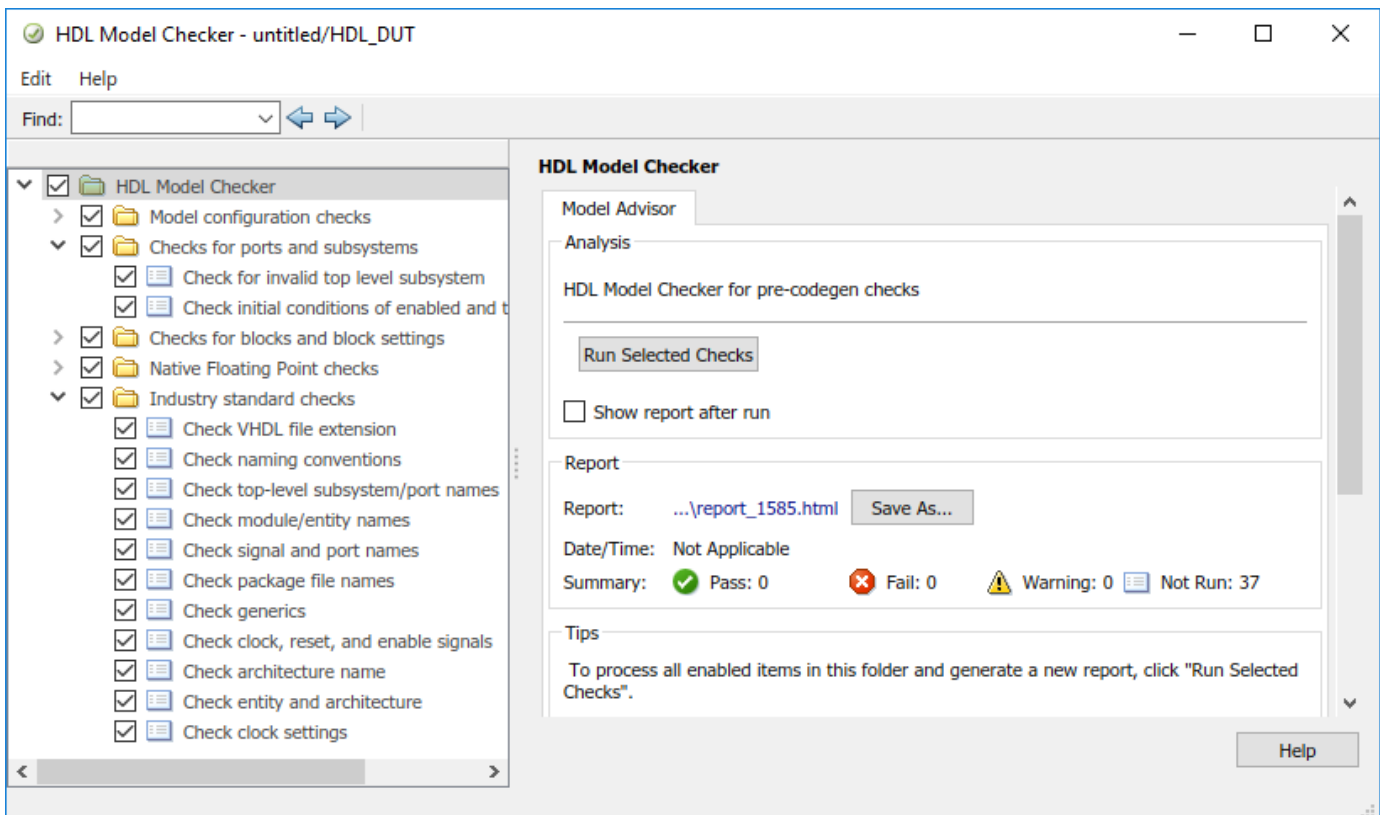 HDL Model Checker - untitled/HDL_DUT
Edit Help
Find:
HDL Model Checker
Model configuration checks
Checks for ports and subsystems
Check for invalid top level subsystem
Check initial conditions of enabled and t
Checks for blocks and block settings
Native Floating Point checks
Industry standard checks
Check VHDL file extension
Check naming conventions
Check top-level subsystem/port names
Check module/entity names
Check signal and port names
Check package file names
Check generics
Check clock, reset, and enable signals
Check architecture name
Check entity and architecture
Check clock settings
HDL Model Checker
Model Advisor
Analysis
HDL Model Checker for pre-codegen checks
Run Selected Checks
Show report after run
Report
Report: ...\report_1585.html Save As...
Date/Time: Not Applicable
Summary: Pass: 0 Fail: 0 Warning: 0 Not Run: 37
Tips
To process all enabled items in this folder and generate a new report, click "Run Selected
Checks".
Help